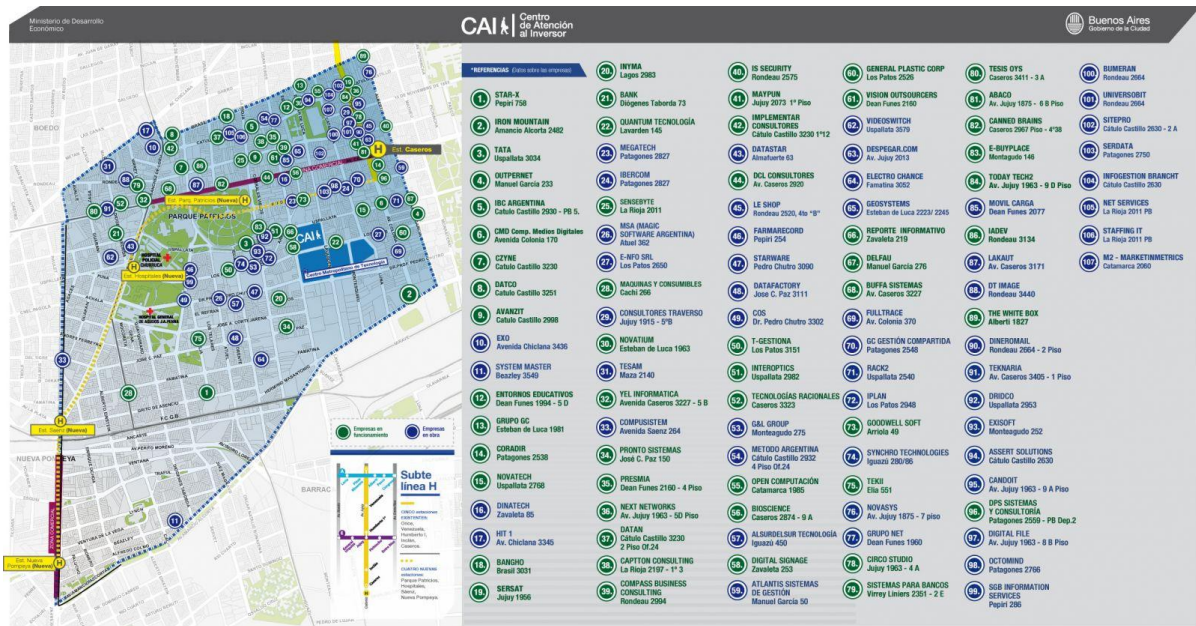 Ministerio de Desarrollo
Económico
CAI
Centro
de Atención
al Inversor
Buenos Aires
Gobierno de la Ciudad
*REFERENCIAS (Datos sobre las empresas)
1. STAR-X
Pepiri 758
2. IRON MOUNTAIN
Amancio Alcorta 2482
3. TATA
Uspallata 3034
4. OUTPERNET
Manuel García 233
5. IBC ARGENTINA
Catulo Castillo 2930 - PB 5.
6. CMD Comp. Medios Digitales
Avenida Colonia 170
7. CZYNE
Catulo Castillo 3230
8. DATCO
Catulo Castillo 3251
9. AVANZIT
Catulo Castillo 2998
10. EXO
Avenida Chiclana 3436
11. SYSTEM MASTER
Beazley 3549
12. ENTORNOS EDUCATIVOS
Dean Funes 1994 - 5 D
13. GRUPO GC
Esteban de Luca 1981
14. CORADIR
Patagones 2538
15. NOVATECH
Uspallata 2768
16. DINATECH
Zavaleta 85
17. HIT 1
Av. Chiclana 3345
18. BANGHO
Brasil 3031
19. SERSAT
Jujuy 1956
20. INYMA
Lagos 2983
21. BANK
Diógenes Taborda 73
22. QUANTUM TECNOLOGÍA
Lavarden 145
23. MEGATECH
Patagones 2827
24. IBERCOM
Patagones 2827
25. SENSEBYTE
La Rioja 2011
26. MSA (MAGIC
SOFTWARE ARGENTINA)
Atuel 362
27. E-NFO SRL
Los Patos 2650
28. MAQUINAS Y CONSUMIBLES
Cachi 266
29. CONSULTORES TRAVERSO
Jujuy 1915 - 5ºB
30. NOVATIUM
Esteban de Luca 1963
31. TESAM
Maza 2140
32. YEL INFORMATICA
Avenida Caseros 3227 - 5 B
33. COMPUSISTEM
Avenida Saenz 264
34. PRONTO SISTEMAS
José C. Paz 150
35. PRESMIA
Dean Funes 2160 - 4 Piso
36. NEXT NETWORKS
Av. Jujuy 1963 - 5D Piso
37. DATAN
Cátulo Castillo 3230
2 Piso Of.24
38. CAPTTON CONSULTING
La Rioja 2197 - 1º 3
39. COMPASS BUSINESS
CONSULTING
Rondeau 2994
40. IS SECURITY
Rondeau 2575
41. MAYPUN
Jujuy 2073 1º Piso
42. IMPLEMENTAR
CONSULTORES
Cátulo Castillo 3230 1º12
43. DATASTAR
Almafuerte 63
44. DCL CONSULTORES
Av. Caseros 2920
45. LE SHOP
Rondeau 2520, 4to "B"
46. FARMARED
Pepiri 254
47. STARWARE
Pedro Chutro 3090
48. DATAFACTORY
Jose C. Paz 3111
49. COS
Dr. Pedro Chutro 3302
50. T-GESTIONA
Los Patos 3151
51. INTEROPTICS
Uspallata 2982
52. TECNOLOGÍAS RACIONALES
Caseros 3323
53. G&L GROUP
Monteagudo 275
54. METODO ARGENTINA
Cátulo Castillo 2932
4 Piso Of.24
55. OPEN COMPUTACIÓN
Catamarca 1985
56. BIOSCIENCE
Caseros 2874 - 9 A
57. ALSURDELSUR TECNOLOGÍA
Iguazú 450
58. DIGITAL SIGNAGE
Zavaleta 253
59. ATLANTIS SISTEMAS
DE GESTIÓN
Manuel García 50
60. GENERAL PLASTIC CORP
Los Patos 2526
61. VISION OUTSOURCERS
Dean Funes 2160
62. VIDEOSWITCH
Uspallata 3579
63. DESPEGAR.COM
Av. Jujuy 2013
64. ELECTRO CHANCE
Famatina 3052
65. GEOSYSTEMS
Esteban de Luca 2223/ 2245
66. REPORTE INFORMATIVO
Zavaleta 219
67. DELFAU
Manuel García 276
68. BUFFA SISTEMAS
Av. Caseros 3227
69. FULLTRACE
Av. Colonia 370
70. GC GESTIÓN COMPARTIDA
Patagones 2548
71. RACK2
Uspallata 2540
72. IPLAN
Los Patos 2948
73. GOODWELL SOFT
Arriola 49
74. SYNCHRO TECHNOLOGIES
Iguazú 280/86
75. TEKII
Elía 551
76. NOVASYS
Av. Jujuy 1875 - 7 piso
77. GRUPO NET
Dean Funes 1960
78. CIRCO STUDIO
Jujuy 1963 - 4 A
79. SISTEMAS PARA BANCOS
Virrey Liniers 2351 - 2 E
80. TESIS OYS
Caseros 3411 - 3 A
81. ABACO
Av. Jujuy 1875 - 6 B Piso
82. CANNED BRAINS
Caseros 2967 Piso - 4º38
83. E-BUYPLACE
Montagudo 146
84. TODAY TECH2
Av. Jujuy 1963 - 9 D Piso
85. MOVIL CARGA
Dean Funes 2077
86. IADEV
Rondeau 3134
87. LAKAUT
Av. Caseros 3171
88. DT IMAGE
Rondeau 3440
89. THE WHITE BOX
Alberti 1827
90. DINEROMAIL
Rondeau 2664 - 2 Piso
91. TEKNARIA
Av. Caseros 3405 - 1 Piso
92. DRIDCO
Uspallata 2953
93. EXISOFT
Monteagudo 252
94. ASSERT SOLUTIONS
Cátulo Castillo 2630
95. CANDOIT
Av. Jujuy 1963 - 9 A Piso
96. DPS SISTEMAS
Y CONSULTORÍA
Patagones 2559 - PB Dep.2
97. DIGITAL FILE
Av. Jujuy 1963 - 8 B Piso
98. OCTOMIND
Patagones 2766
99. SGB INFORMATION
SERVICES
Pepiri 286
100. BUMERAN
Rondeau 2664
101. UNIVERSOBIT
Rondeau 2664
102. SITEPRO
Cátulo Castillo 2630 - 2 A
103. SERDATA
Patagones 2750
104. INFOGESTION BRANCHT
Cátulo Castillo 2630
105. NET SERVICES
La Rioja 2011 PB
106. STAFFING IT
La Rioja 2011 PB
107. M2 - MARKETINMETRICS
Catamarca 2060
BOEDO
Est. Caseros
Est. Parq. Patricios (Nueva)
PARQUE PATRICIOS
CAI
Centro Metropolitano de Tecnología
Est. Hospitales (Nueva)
Est. Saenz (Nueva)
NUEVA POMPEYA
BARRAC
ZONA COMERCIAL
Est. Nueva
Pompeya (Nueva)
Empresas en
funcionamiento
Empresas
en obra
Subte
línea H